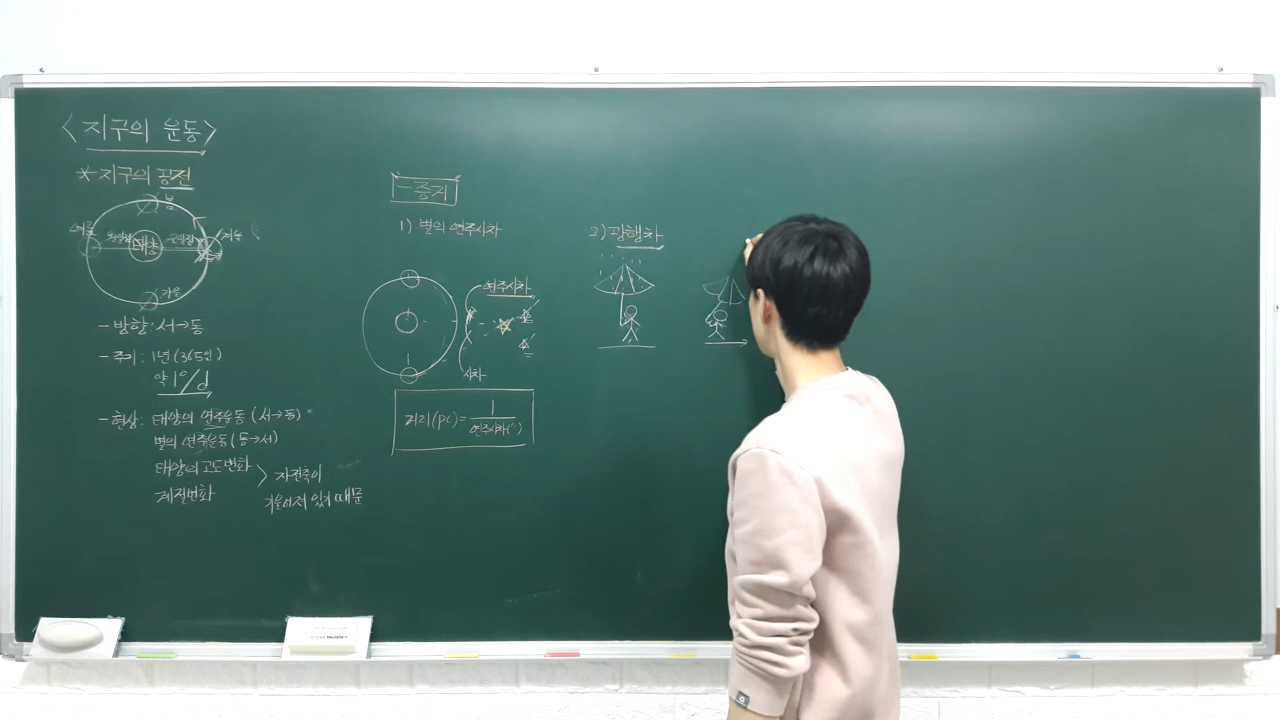 <지구의 운동>
*지구의 공전
봄
여름
태양
겨울
가을
- 방향: 서→동
- 주기: 1년(365일)
약 1°/d
- 현상: 태양의 연주운동 (서→동)
별의 연주운동 (동→서)
태양의 고도변화
계절변화
> 자전축이
기울어져 있기 때문
- 증거
1) 별의 연주시차
연주시차
시차
거리(pc) = 1/연주시차(")
2) 광행차